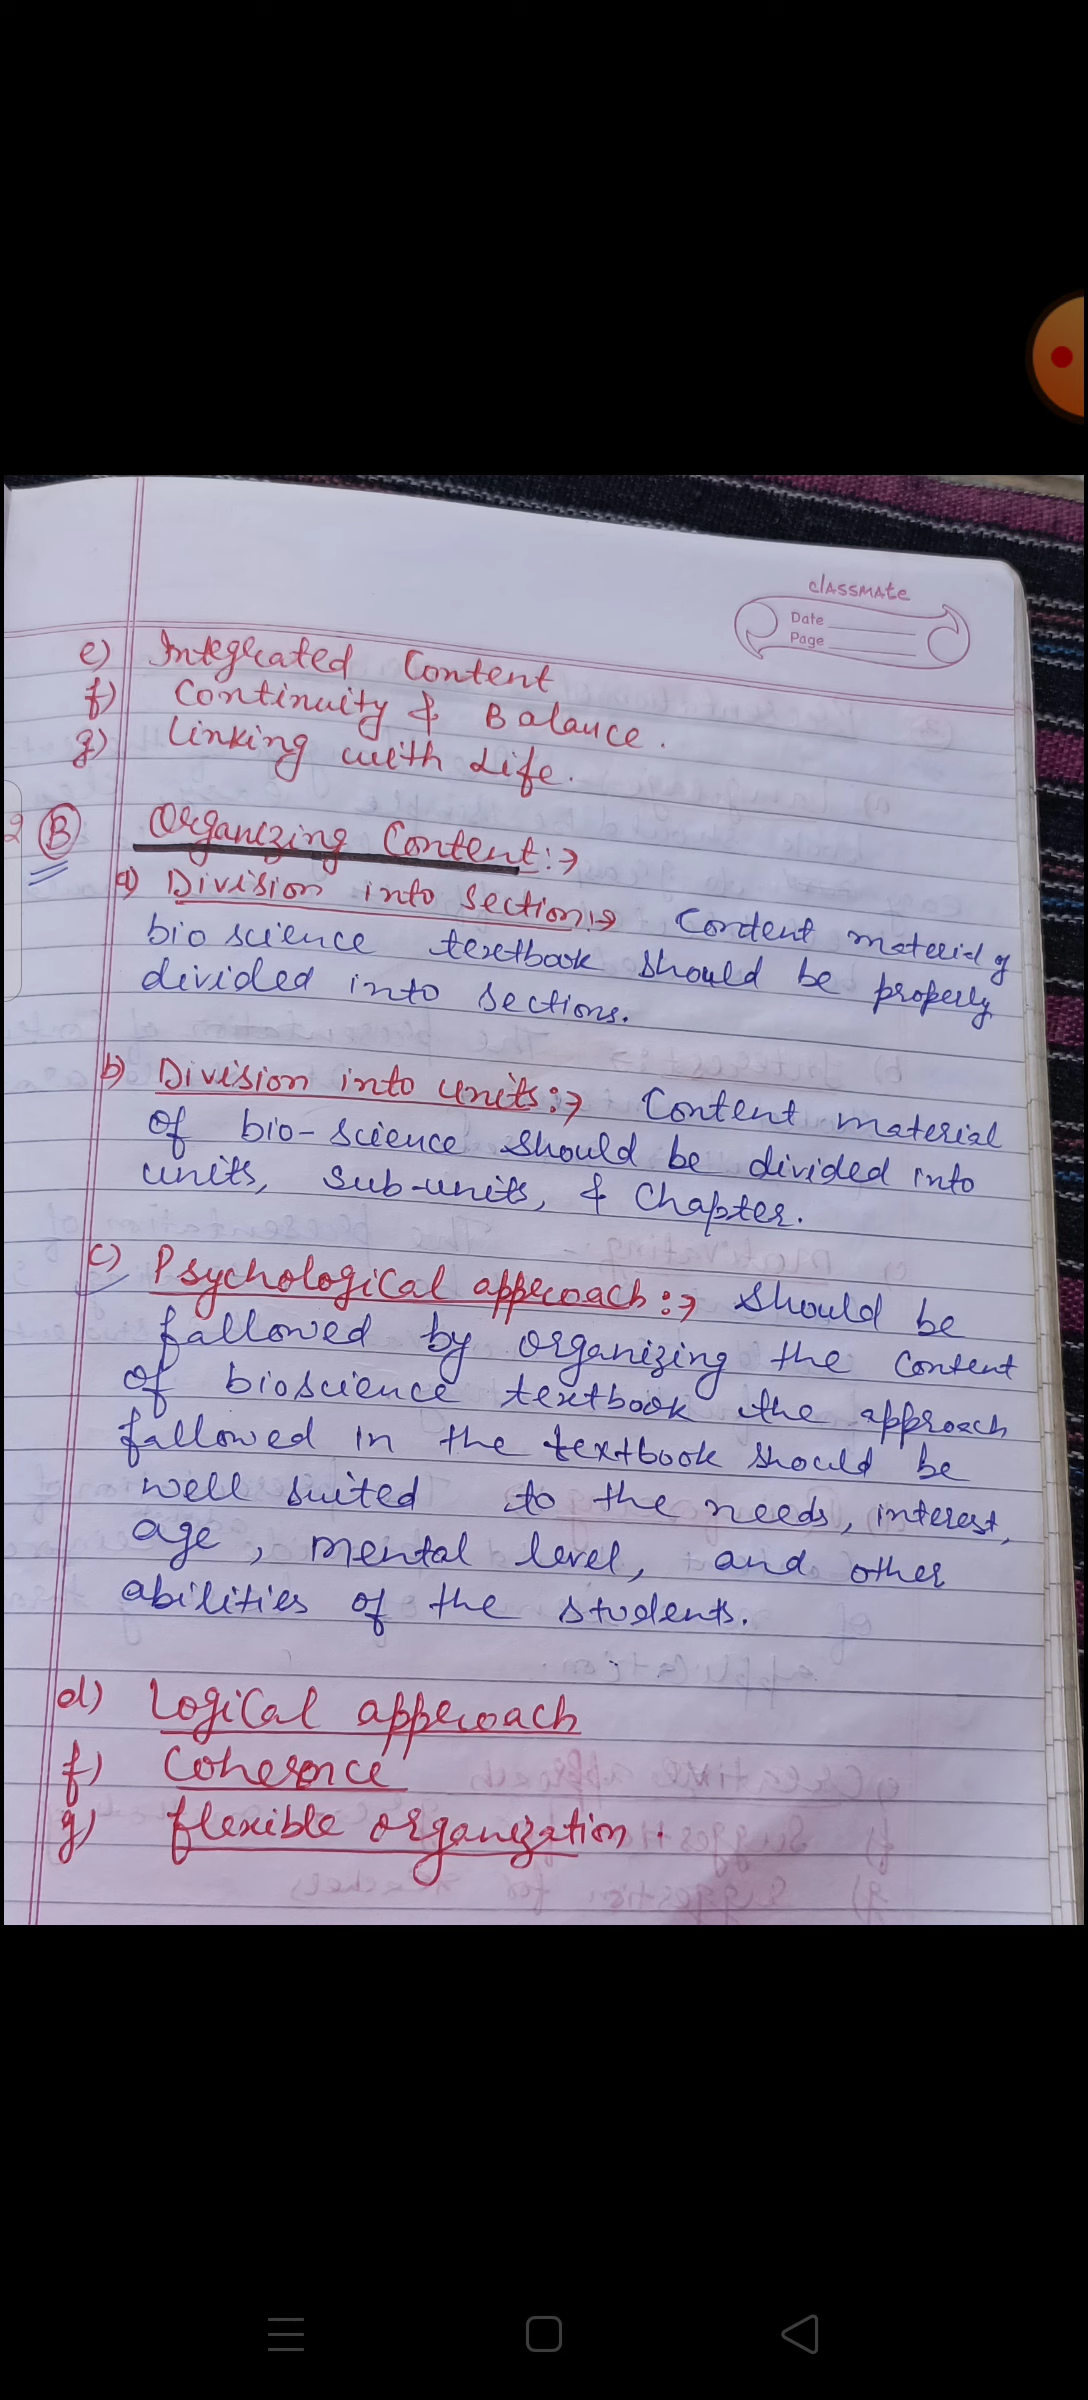 classmate
Date
Page
e) Integrated Content
f) Continuity & Balance.
g) Linking with Life.
2 B Organizing Content:→
a) Division into section:→ Content material of
bio science textbook should be properly
divided into sections.
b) Division into units:→ Content material
of bio-science should be divided into
units, sub-units, & Chapter.
c) Psychological approach:→ should be
fallowed by organizing the content
of bioscience textbook the approach
fallowed in the textbook should be
well suited to the needs, interest,
age, mental level, and other
abilities of the students.
d) Logical approach
f) Coherence
g) flexible organization.